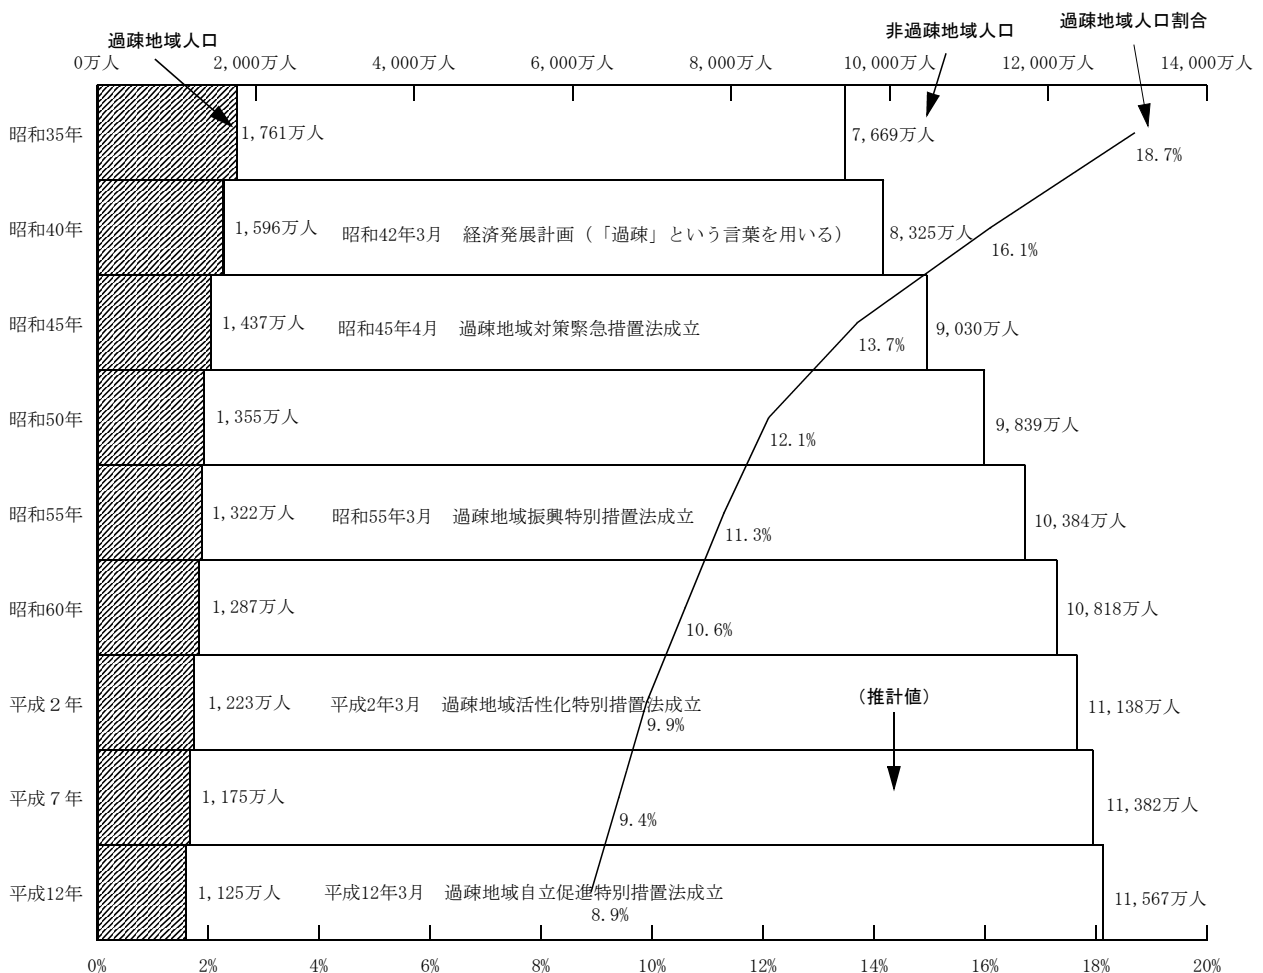 過疎地域人口
非過疎地域人口
過疎地域人口割合
0万人 2,000万人 4,000万人 6,000万人 8,000万人 10,000万人 12,000万人 14,000万人
昭和35年 1,761万人 7,669万人 18.7%
昭和40年 1,596万人 昭和42年3月 経済発展計画(「過疎」という言葉を用いる) 8,325万人 16.1%
昭和45年 1,437万人 昭和45年4月 過疎地域対策緊急措置法成立 13.7% 9,030万人
昭和50年 1,355万人 12.1% 9,839万人
昭和55年 1,322万人 昭和55年3月 過疎地域振興特別措置法成立 11.3% 10,384万人
昭和60年 1,287万人 10.6% 10,818万人
平成2年 1,223万人 平成2年3月 過疎地域活性化特別措置法成立 9.9% (推計値) 11,138万人
平成7年 1,175万人 9.4% 11,382万人
平成12年 1,125万人 平成12年3月 過疎地域自立促進特別措置法成立 8.9% 11,567万人
0% 2% 4% 6% 8% 10% 12% 14% 16% 18% 20%